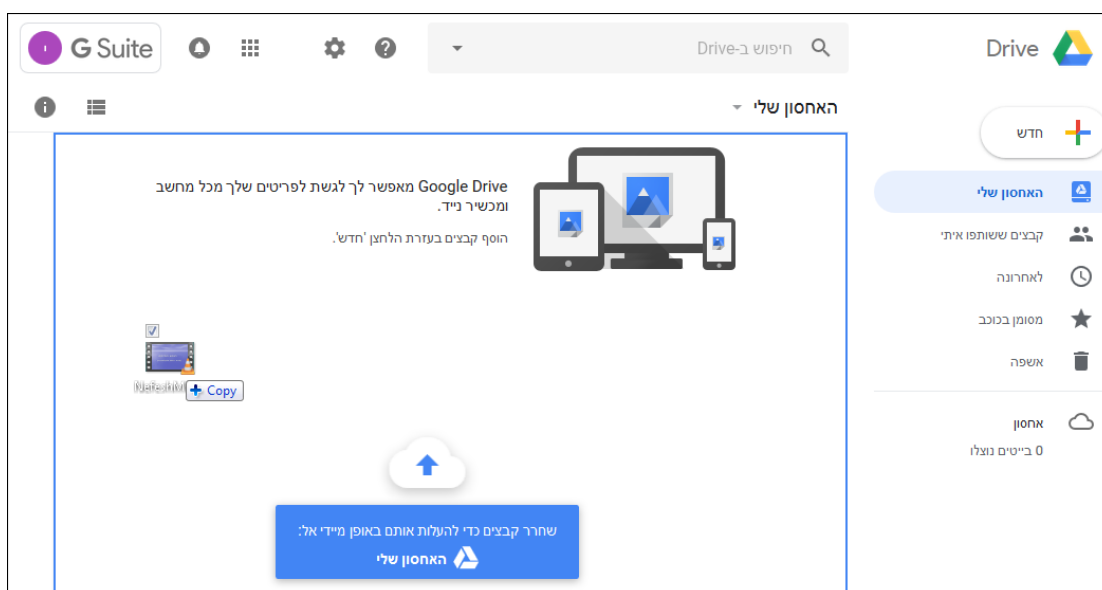 Drive
חיפוש ב-Drive
G Suite
האחסון שלי
חדש
האחסון שלי
קבצים ששותפו איתי
לאחרונה
מסומן בכוכב
אשפה
אחסון
0 בייטים נוצלו
Google Drive מאפשר לך לגשת לפריטים שלך מכל מחשב
ומכשיר נייד.
הוסף קבצים בעזרת הלחצן 'חדש'.
Copy
שחרר קבצים כדי להעלות אותם באופן מיידי אל:
האחסון שלי